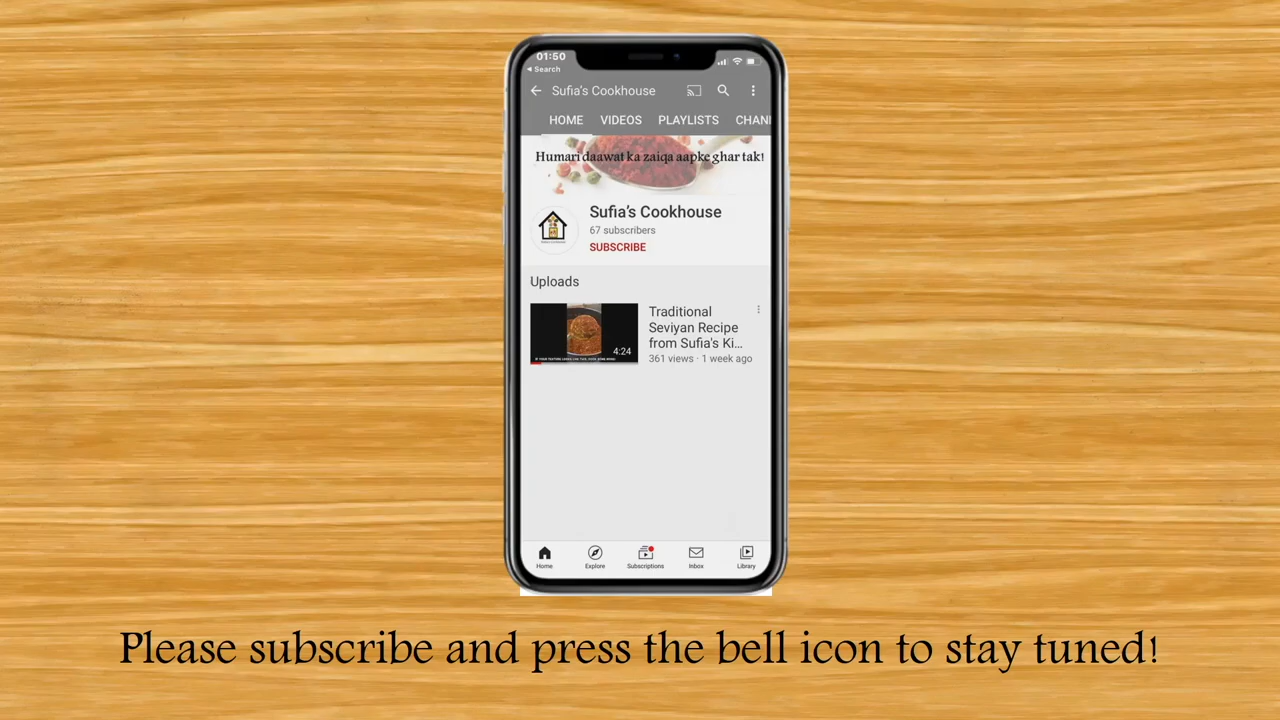 01:50
Search
Sufia's Cookhouse
HOME VIDEOS PLAYLISTS CHAN
Humari daawat ka zaiqa aapke ghar tak!
Sufia's Cookhouse
67 subscribers
SUBSCRIBE
Uploads
Traditional
Seviyan Recipe
from Sufia's Ki...
4:24
361 views · 1 week ago
Home Explore Subscriptions Inbox Library
Please subscribe and press the bell icon to stay tuned!